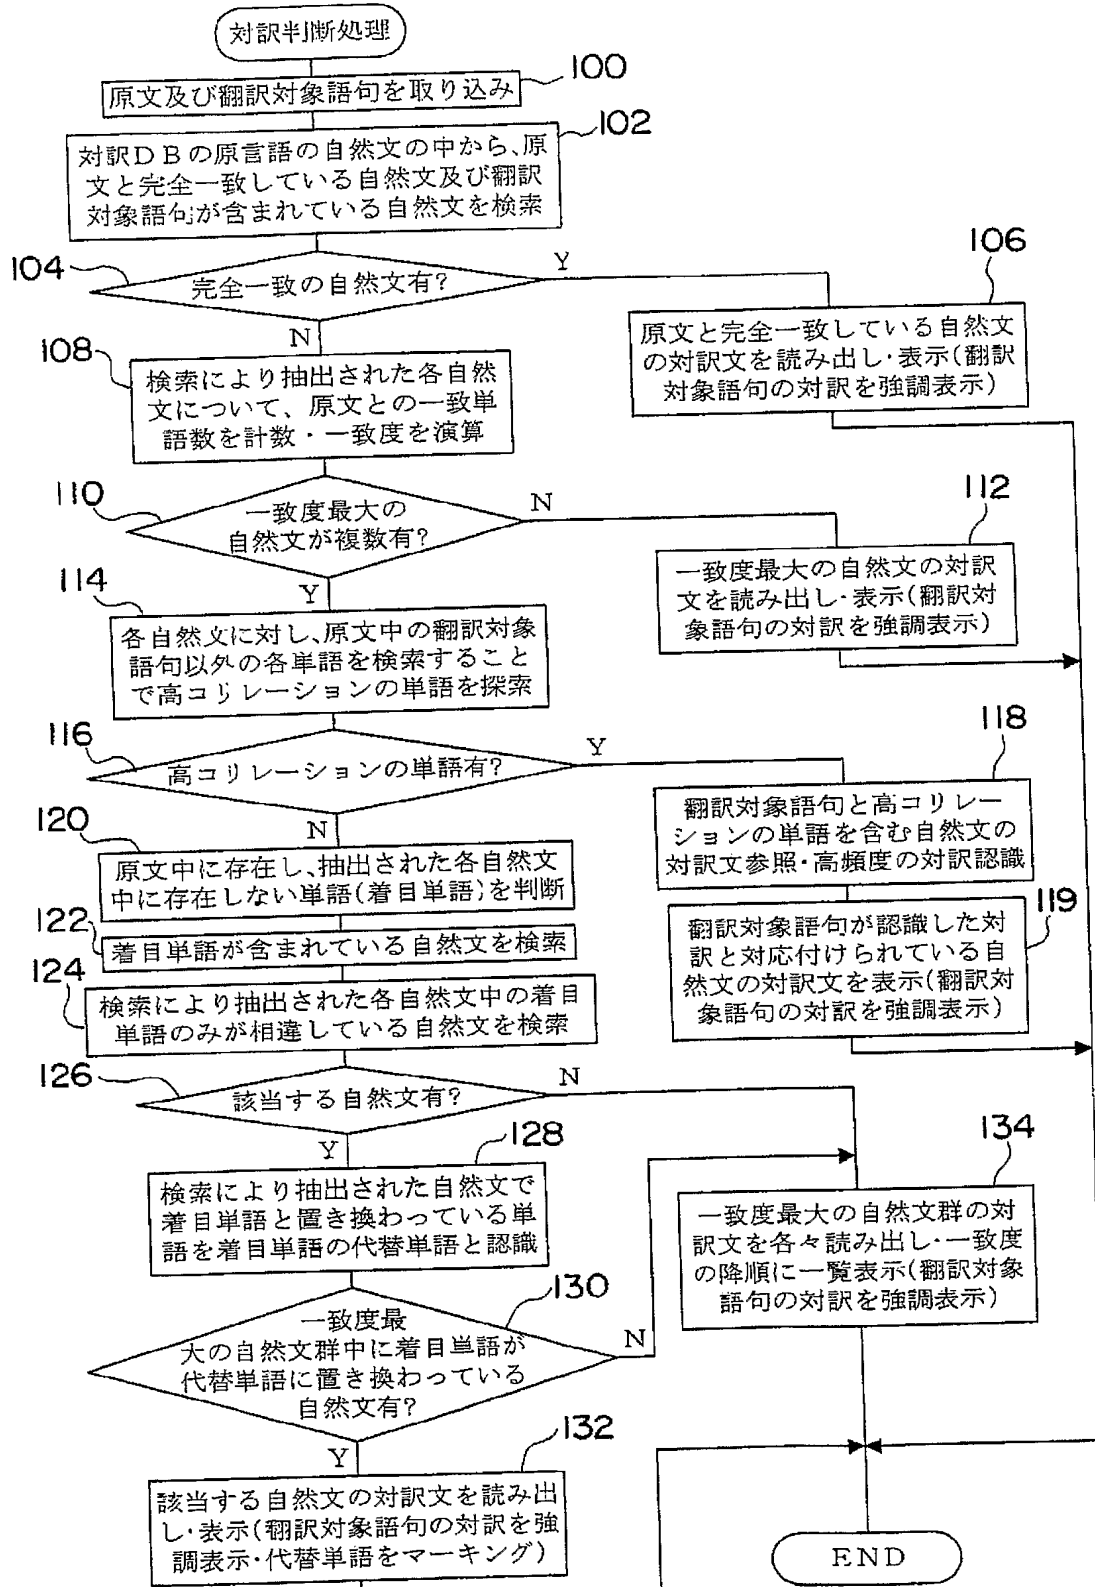 対訳判断処理
100
原文及び翻訳対象語句を取り込み
102
対訳DBの原言語の自然文の中から、原
文と完全一致している自然文及び翻訳
対象語句が含まれている自然文を検索
104
完全一致の自然文有?
Y
106
原文と完全一致している自然文
の対訳文を読み出し・表示(翻訳
対象語句の対訳を強調表示)
N
108
検索により抽出された各自然
文について、原文との一致単
語数を計数・一致度を演算
110
一致度最大の
自然文が複数有?
N
112
一致度最大の自然文の対訳
文を読み出し・表示(翻訳対
象語句の対訳を強調表示)
Y
114
各自然文に対し、原文中の翻訳対象
語句以外の各単語を検索すること
で高コリレーションの単語を探索
116
高コリレーションの単語有?
Y
118
翻訳対象語句と高コリレー
ションの単語を含む自然文の
対訳文参照・高頻度の対訳認識
119
翻訳対象語句が認識した対
訳と対応付けられている自
然文の対訳文を表示(翻訳対
象語句の対訳を強調表示)
N
120
原文中に存在し、抽出された各自然文
中に存在しない単語(着目単語)を判断
122
着目単語が含まれている自然文を検索
124
検索により抽出された各自然文中の着目
単語のみが相違している自然文を検索
126
該当する自然文有?
N
Y
128
検索により抽出された自然文で
着目単語と置き換わっている単
語を着目単語の代替単語と認識
130
一致度最
大の自然文群中に着目単語が
代替単語に置き換わっている
自然文有?
N
134
一致度最大の自然文群の対
訳文を各々読み出し・一致度
の降順に一覧表示(翻訳対象
語句の対訳を強調表示)
Y
132
該当する自然文の対訳文を読み出
し・表示(翻訳対象語句の対訳を強
調表示・代替単語をマーキング)
END